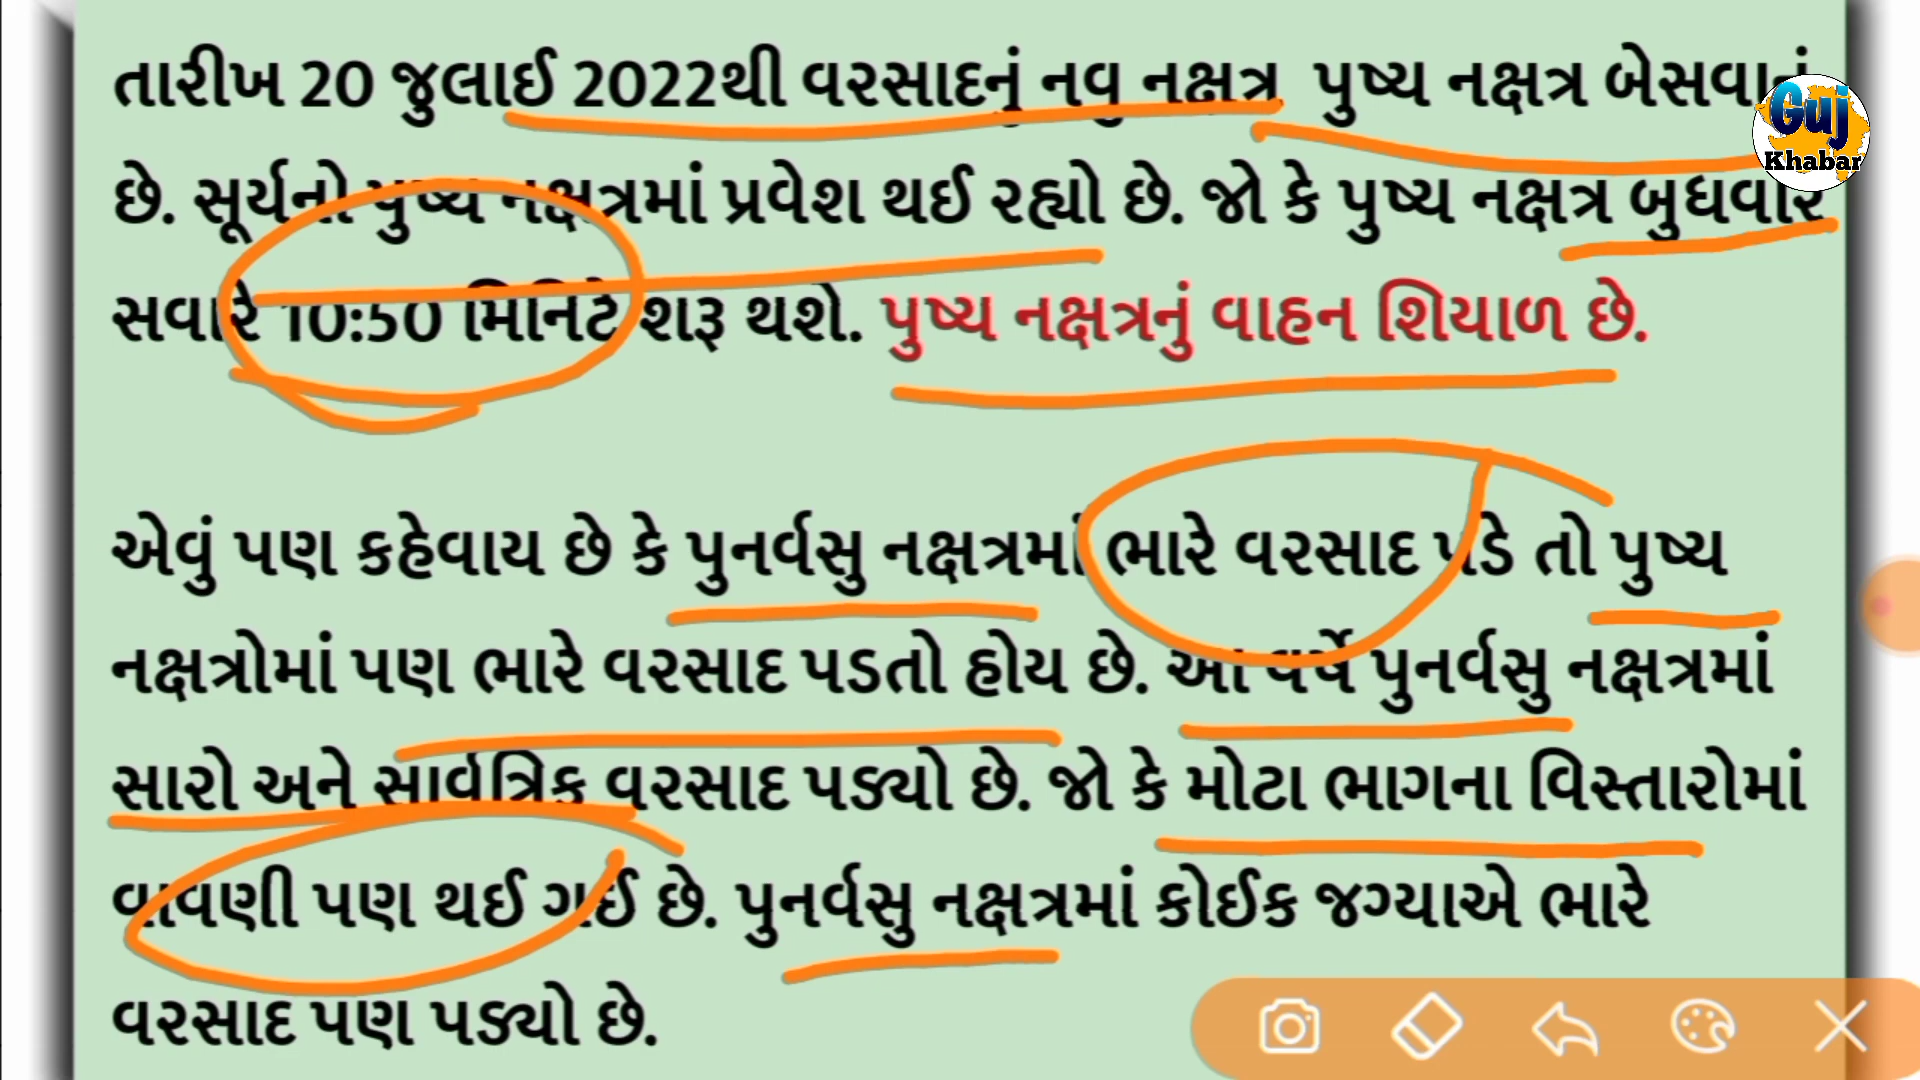 તારીખ 20 જુલાઈ 2022થી વરસાદનું નવુ નક્ષત્ર પુષ્ય નક્ષત્ર બેસવાનું
Guj
Khabar
છે. સૂર્યનો પુષ્ય નક્ષત્રમાં પ્રવેશ થઈ રહ્યો છે. જો કે પુષ્ય નક્ષત્ર બુધવાર
સવારે 10:50 મિનિટે શરૂ થશે. પુષ્ય નક્ષત્રનું વાહન શિયાળ છે.
એવું પણ કહેવાય છે કે પુનર્વસુ નક્ષત્રમાં ભારે વરસાદ પડે તો પુષ્ય
નક્ષત્રોમાં પણ ભારે વરસાદ પડતો હોય છે. આ વર્ષે પુનર્વસુ નક્ષત્રમાં
સારો અને સાર્વત્રિક વરસાદ પડ્યો છે. જો કે મોટા ભાગના વિસ્તારોમાં
વાવણી પણ થઈ ગઈ છે. પુનર્વસુ નક્ષત્રમાં કોઈક જગ્યાએ ભારે
વરસાદ પણ પડ્યો છે.